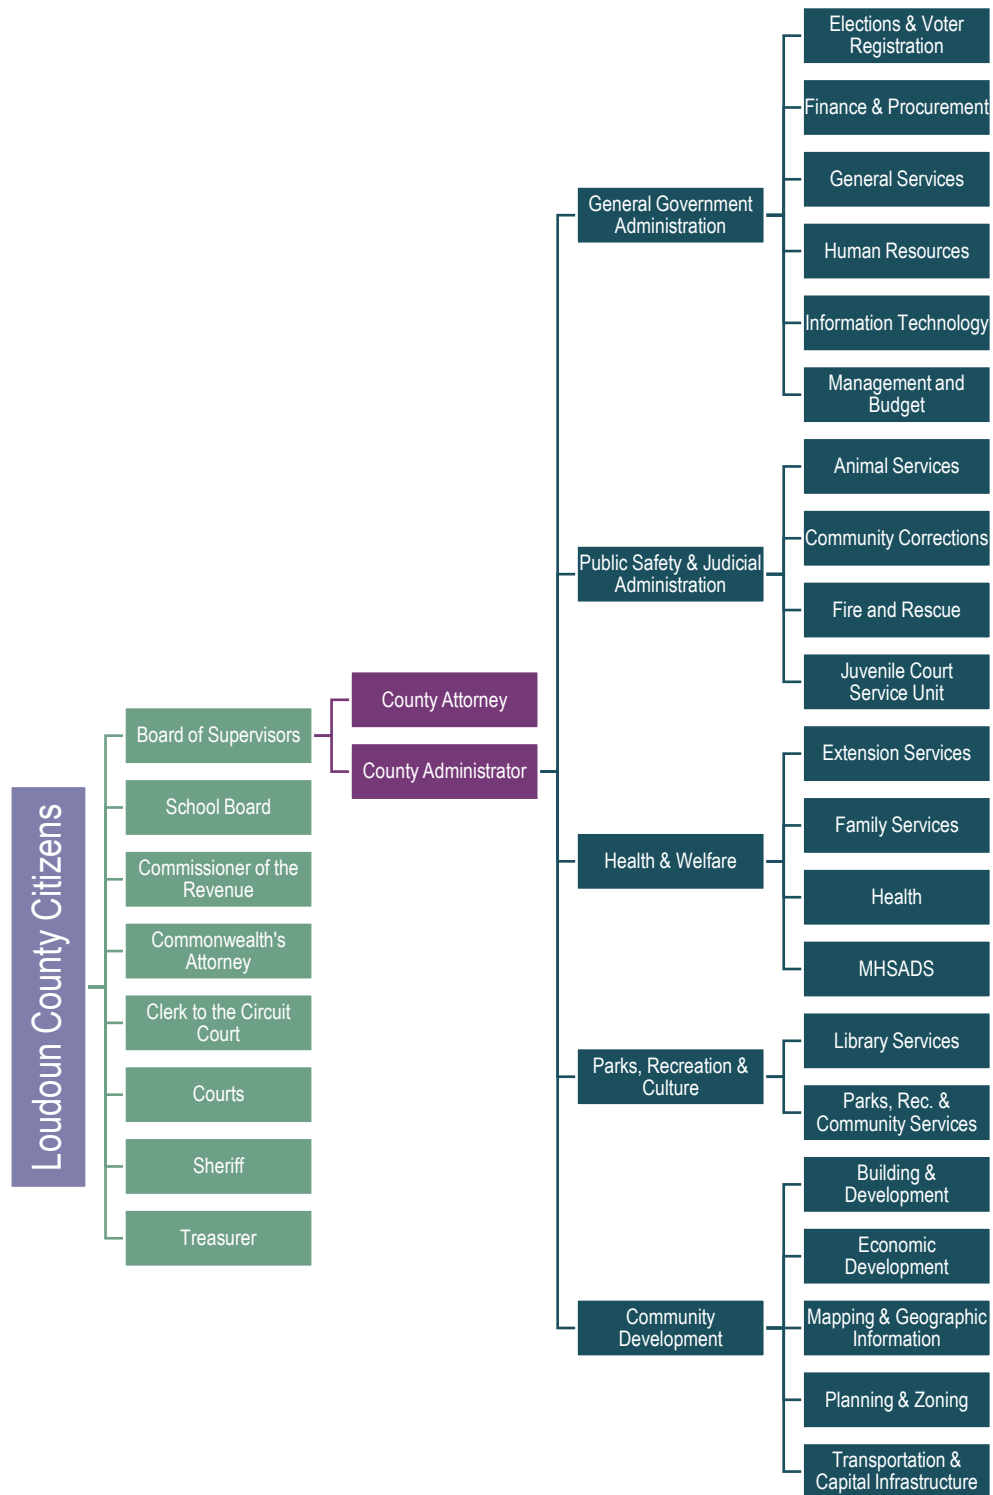 Loudoun County Citizens
Board of Supervisors
School Board
Commissioner of the
Revenue
Commonwealth's
Attorney
Clerk to the Circuit
Court
Courts
Sheriff
Treasurer
County Attorney
County Administrator
General Government
Administration
Elections & Voter
Registration
Finance & Procurement
General Services
Human Resources
Information Technology
Management and
Budget
Public Safety & Judicial
Administration
Animal Services
Community Corrections
Fire and Rescue
Juvenile Court
Service Unit
Health & Welfare
Extension Services
Family Services
Health
MHSADS
Parks, Recreation &
Culture
Library Services
Parks, Rec. &
Community Services
Community
Development
Building &
Development
Economic
Development
Mapping & Geographic
Information
Planning & Zoning
Transportation &
Capital Infrastructure